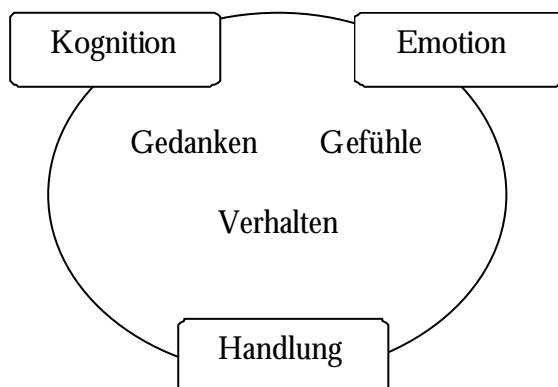 Kognition Emotion
Gedanken Gefühle
Verhalten
Handlung